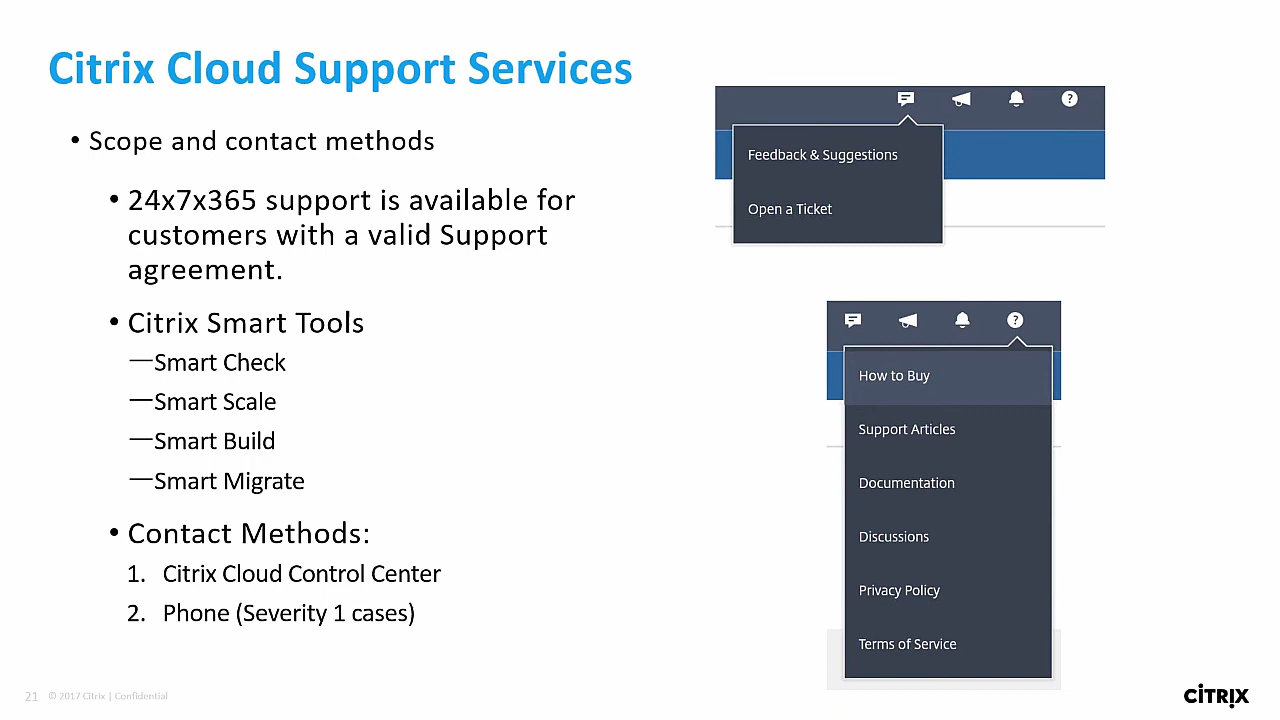 Citrix Cloud Support Services
• Scope and contact methods
• 24x7x365 support is available for
customers with a valid Support
agreement.
• Citrix Smart Tools
—Smart Check
—Smart Scale
—Smart Build
—Smart Migrate
• Contact Methods:
1. Citrix Cloud Control Center
2. Phone (Severity 1 cases)
Feedback & Suggestions
Open a Ticket
How to Buy
Support Articles
Documentation
Discussions
Privacy Policy
Terms of Service
21 © 2017 Citrix | Confidential
CITRIX